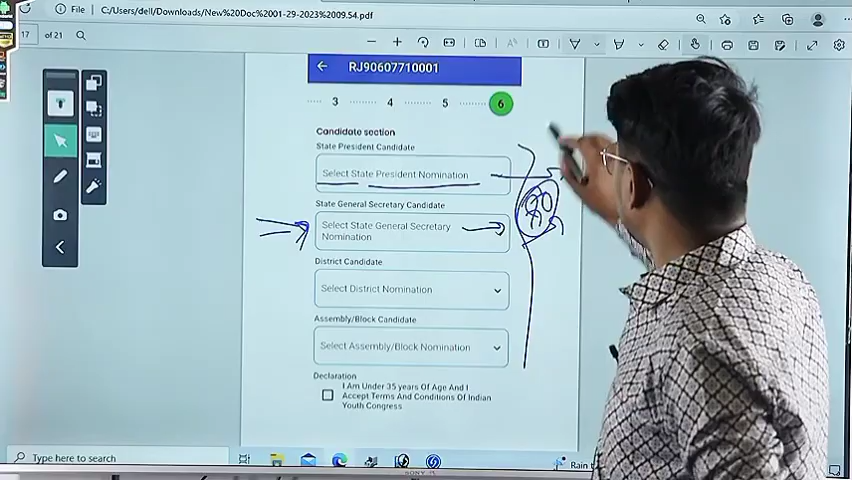 File
C:/Users/dell/Downloads/New%20Doc%2001-29-2023%2009.54.pdf
17 of 21
RJ90607710001
3 4 5 6
Candidate section
State President Candidate
Select State President Nomination
State General Secretary Candidate
Select State General Secretary
Nomination
District Candidate
Select District Nomination
Assembly/Block Candidate
Select Assembly/Block Nomination
Declaration
I Am Under 35 years Of Age And I
Accept Terms And Conditions Of Indian
Youth Congress
Type here to search
Rain t
SONY